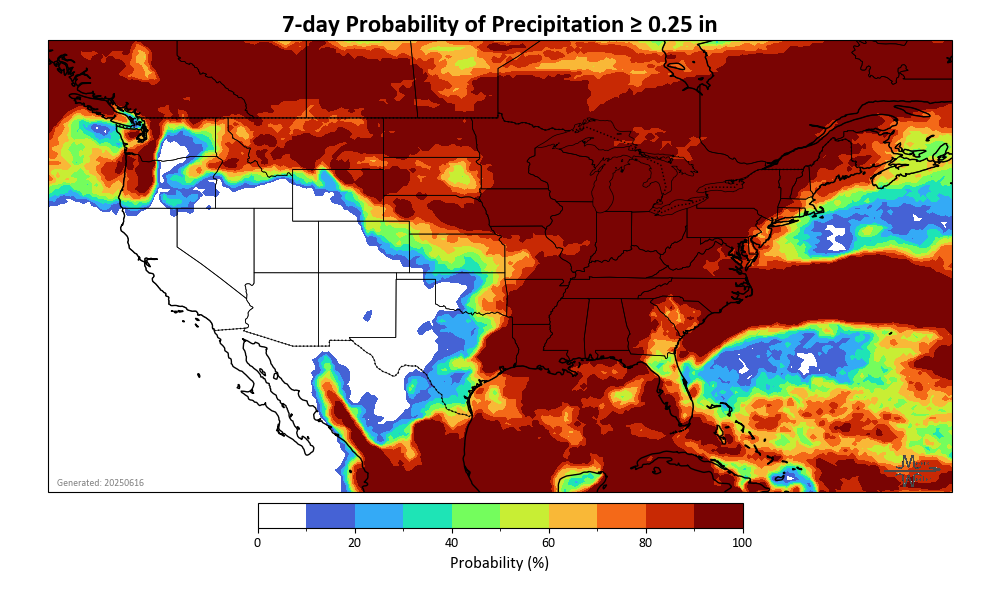 7-day Probability of Precipitation ≥ 0.25 in
Generated: 20250616
0 20 40 60 80 100
Probability (%)